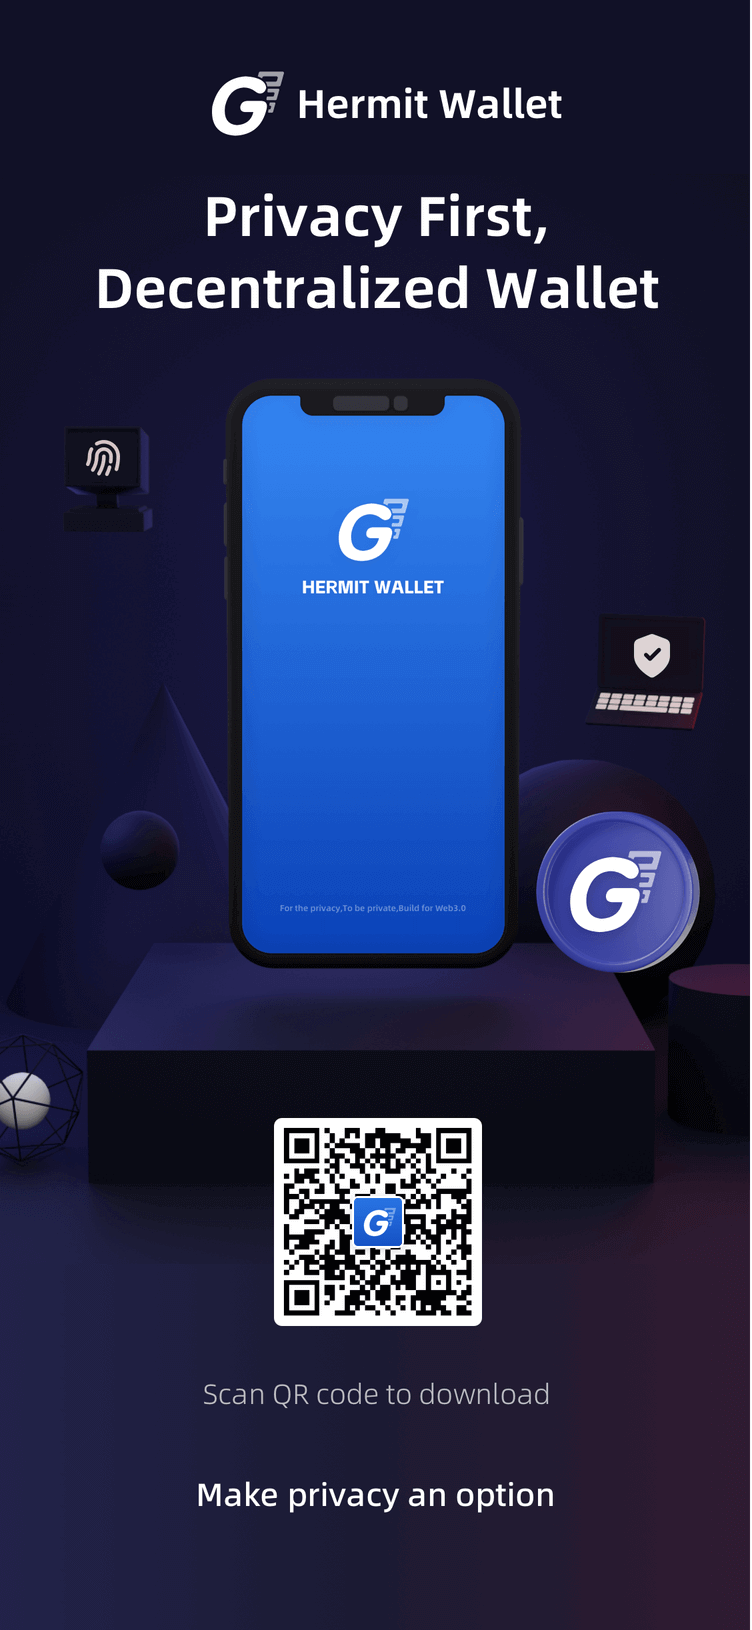 Hermit Wallet
Privacy First,
Decentralized Wallet
G
HERMIT WALLET
For the privacy,To be private,Build for Web3.0
G
G
Scan QR code to download
Make privacy an option